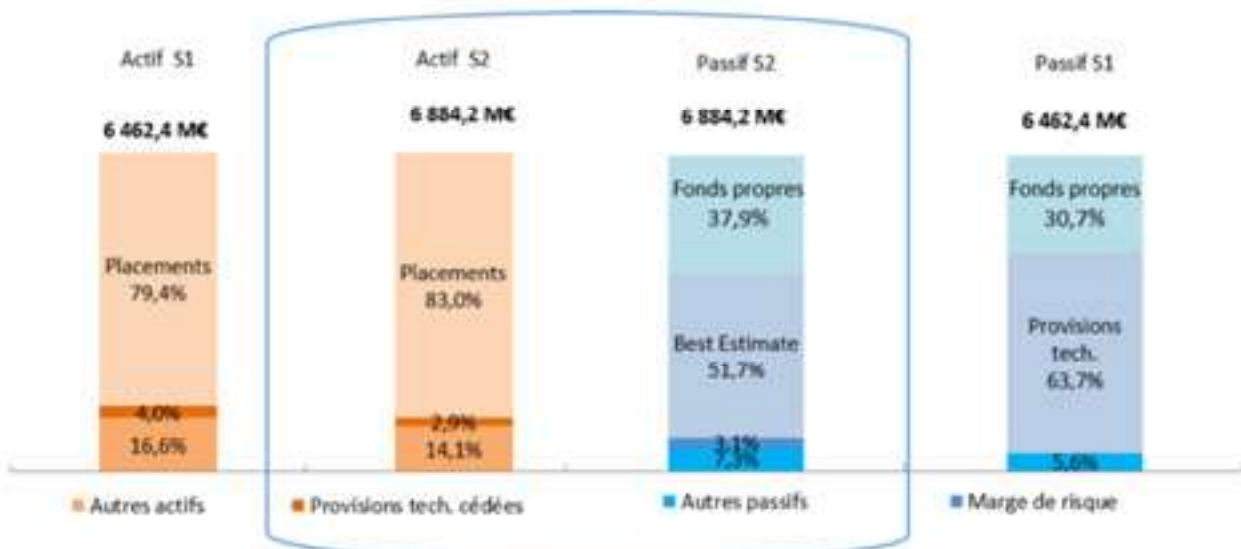 Actif S1
Actif S2
Passif S2
Passif S1
6 462,4 M€
6 884,2 M€
6 884,2 M€
6 462,4 M€
Placements
79,4%
4,0%
16,6%
Placements
83,0%
2,9%
14,1%
Fonds propres
37,9%
Best Estimate
51,7%
3,1%
7,3%
Fonds propres
30,7%
Provisions
tech.
63,7%
5,6%
Autres actifs
Provisions tech. cédées
Autres passifs
Marge de risque